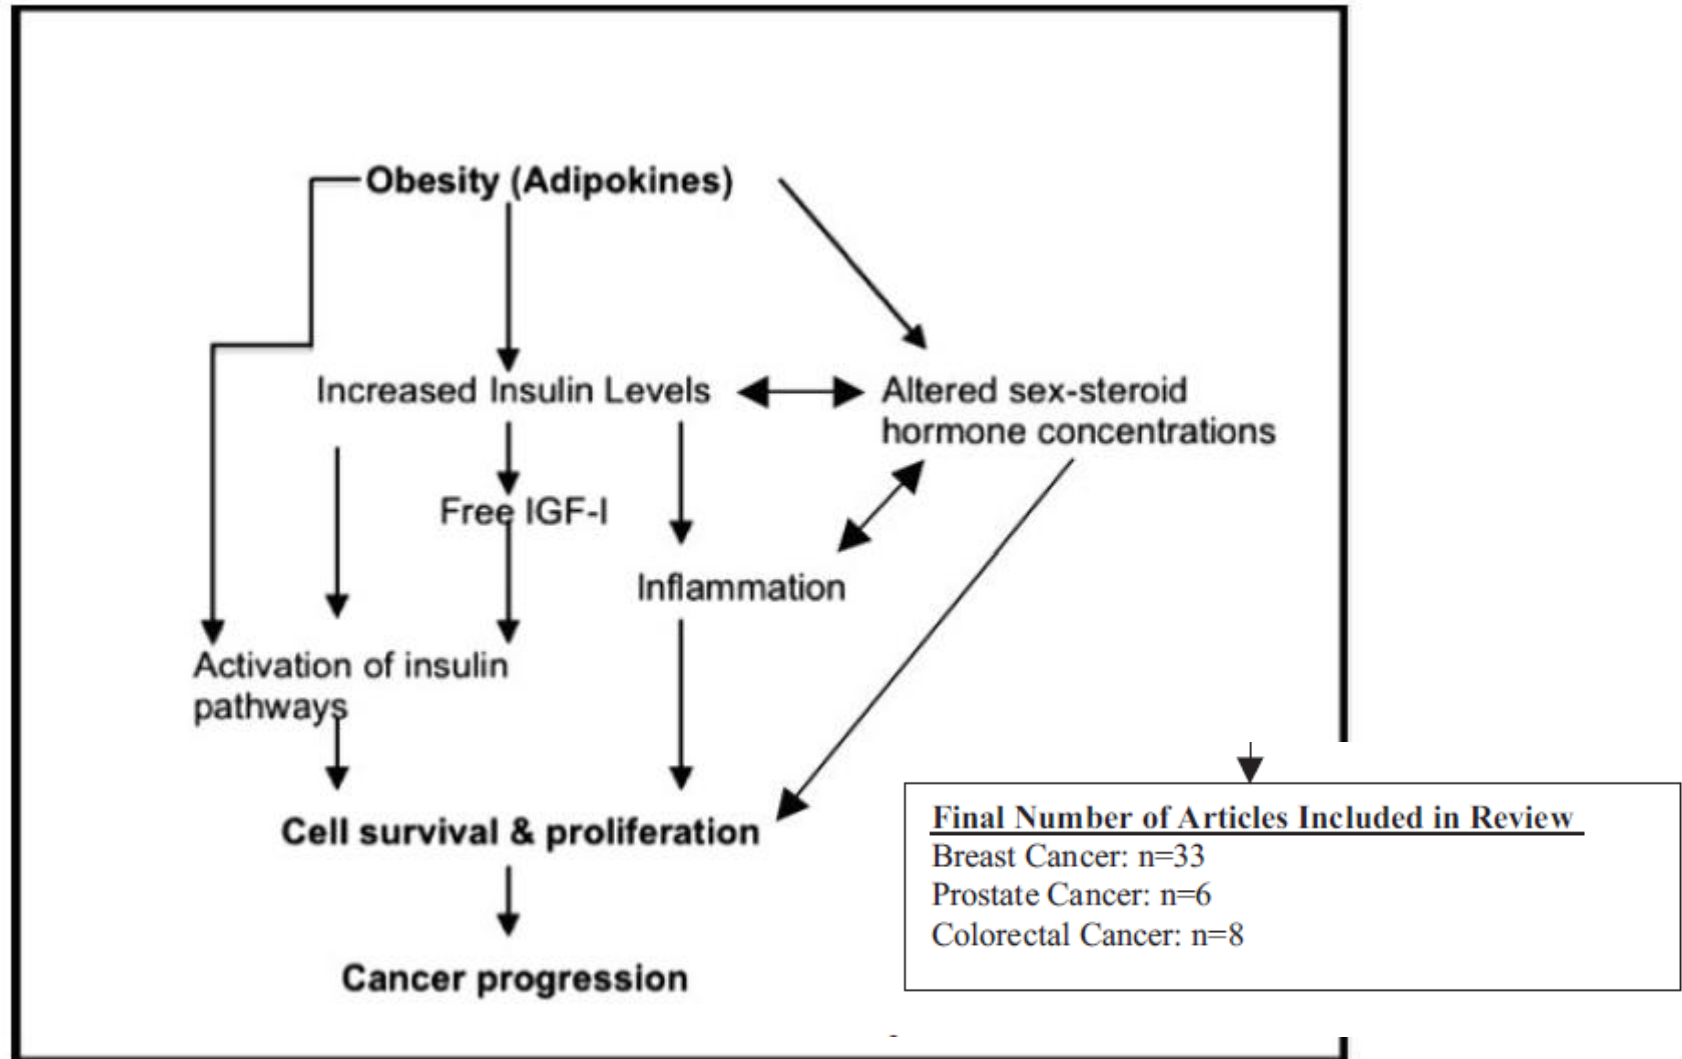 Obesity (Adipokines)
Increased Insulin Levels
Altered sex-steroid
hormone concentrations
Free IGF-I
Inflammation
Activation of insulin
pathways
Cell survival & proliferation
Cancer progression
Final Number of Articles Included in Review
Breast Cancer: n=33
Prostate Cancer: n=6
Colorectal Cancer: n=8